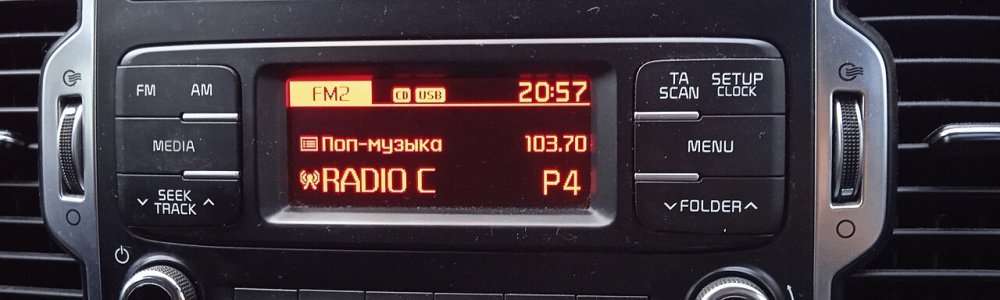 FM AM
MEDIA
SEEK
TRACK
FM2 CD USB 20:57
Поп-музыка 103.70
RADIO C P4
TA SCAN
SETUP CLOCK
MENU
FOLDER